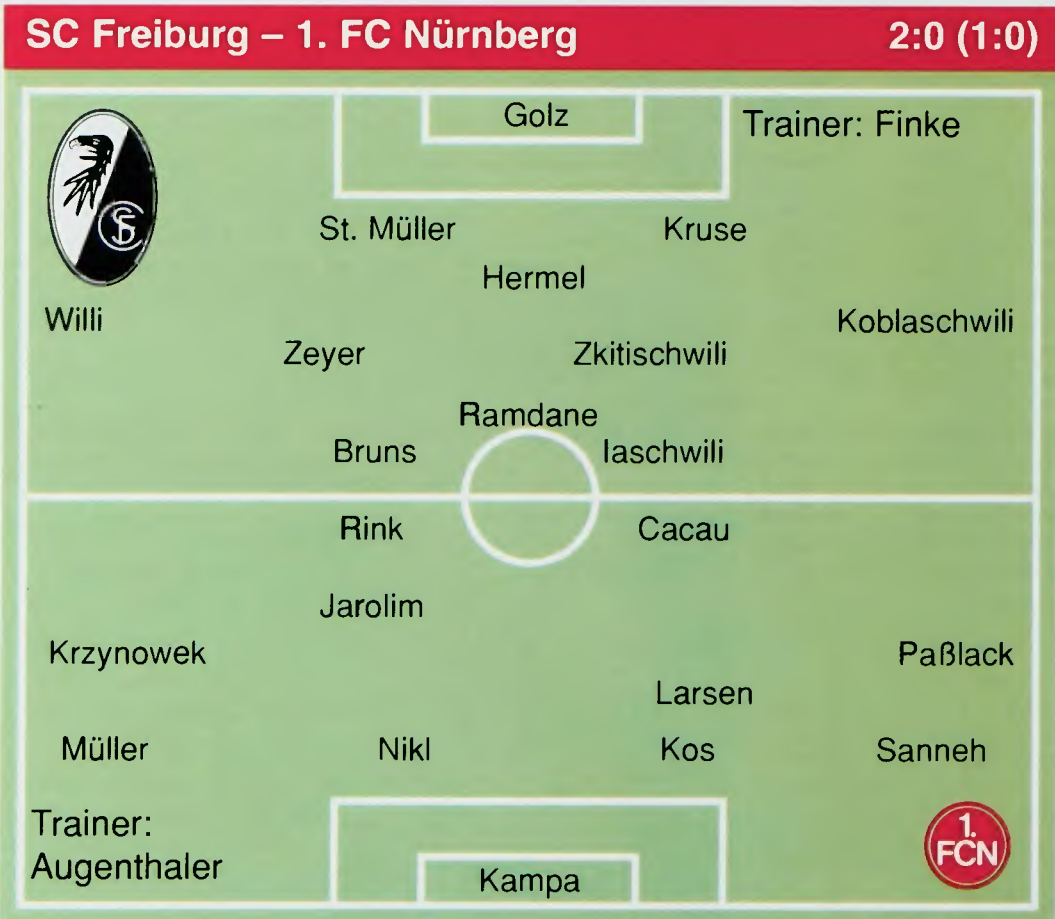 SC Freiburg – 1. FC Nürnberg 2:0 (1:0)
Golz
Trainer: Finke
St. Müller Kruse
Hermel
Willi Koblaschwili
Zeyer Zkitischwili
Ramdane
Bruns Iaschwili
Rink Cacau
Jarolim
Krzynowek Paßlack
Larsen
Müller Nikl Kos Sanneh
Trainer:
Augenthaler
Kampa
1.
FCN